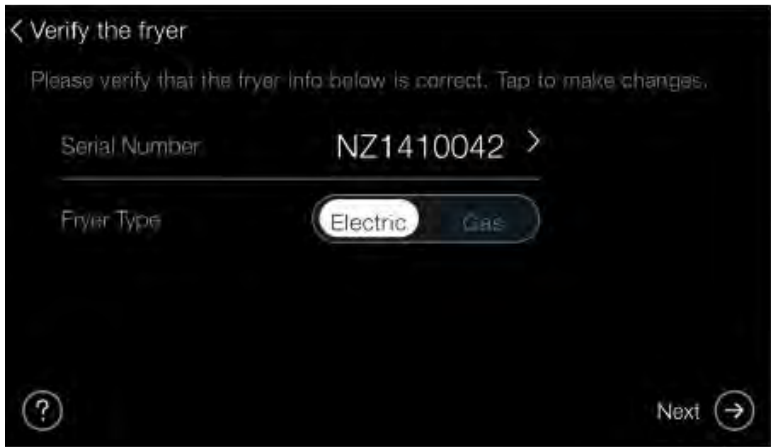 Verify the fryer
Please verify that the fryer info below is correct. Tap to make changes.
Serial Number NZ1410042
Fryer Type Electric Gas
?
Next